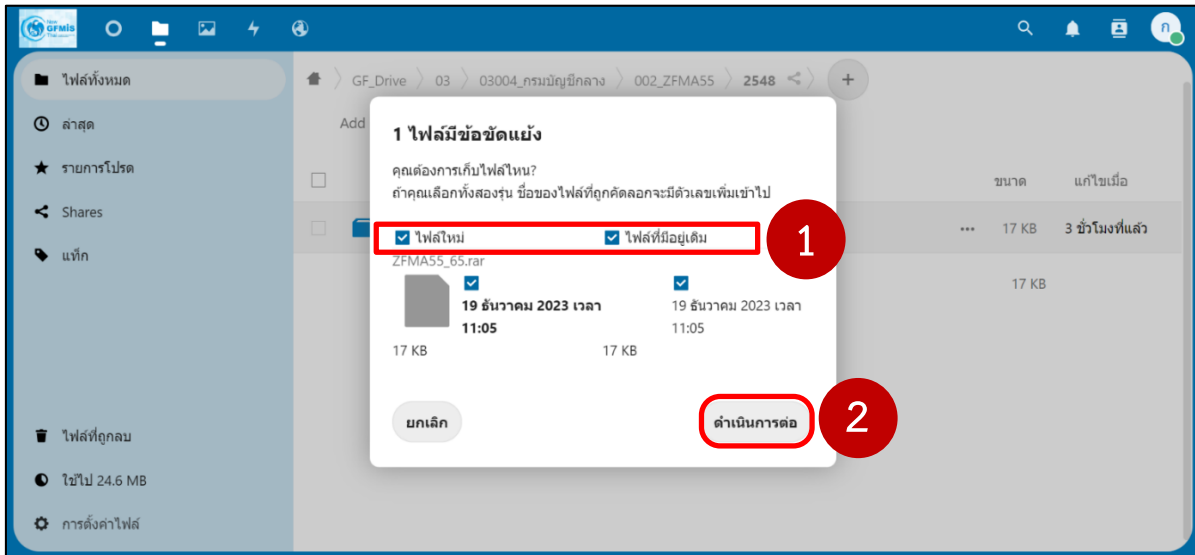 New
GFMIS
Thai
ก
ไฟล์ทั้งหมด
GF_Drive 〉 03 〉 03004_กรมบัญชีกลาง 〉 002_ZFMA55 〉 2548 〉 +
ล่าสุด
Add
รายการโปรด
Shares
แท็ก
ขนาด แก้ไขเมื่อ
... 17 KB 3 ชั่วโมงที่แล้ว
17 KB
1 ไฟล์มีข้อขัดแย้ง
คุณต้องการเก็บไฟล์ไหน?
ถ้าคุณเลือกทั้งสองรุ่น ชื่อของไฟล์ที่ถูกคัดลอกจะมีตัวเลขเพิ่มเข้าไป
ไฟล์ใหม่ ไฟล์ที่มีอยู่เดิม
1
ZFMA55_65.rar
19 ธันวาคม 2023 เวลา 19 ธันวาคม 2023 เวลา
11:05 11:05
17 KB 17 KB
ยกเลิก ดำเนินการต่อ
2
ไฟล์ที่ถูกลบ
ใช้ไป 24.6 MB
การตั้งค่าไฟล์